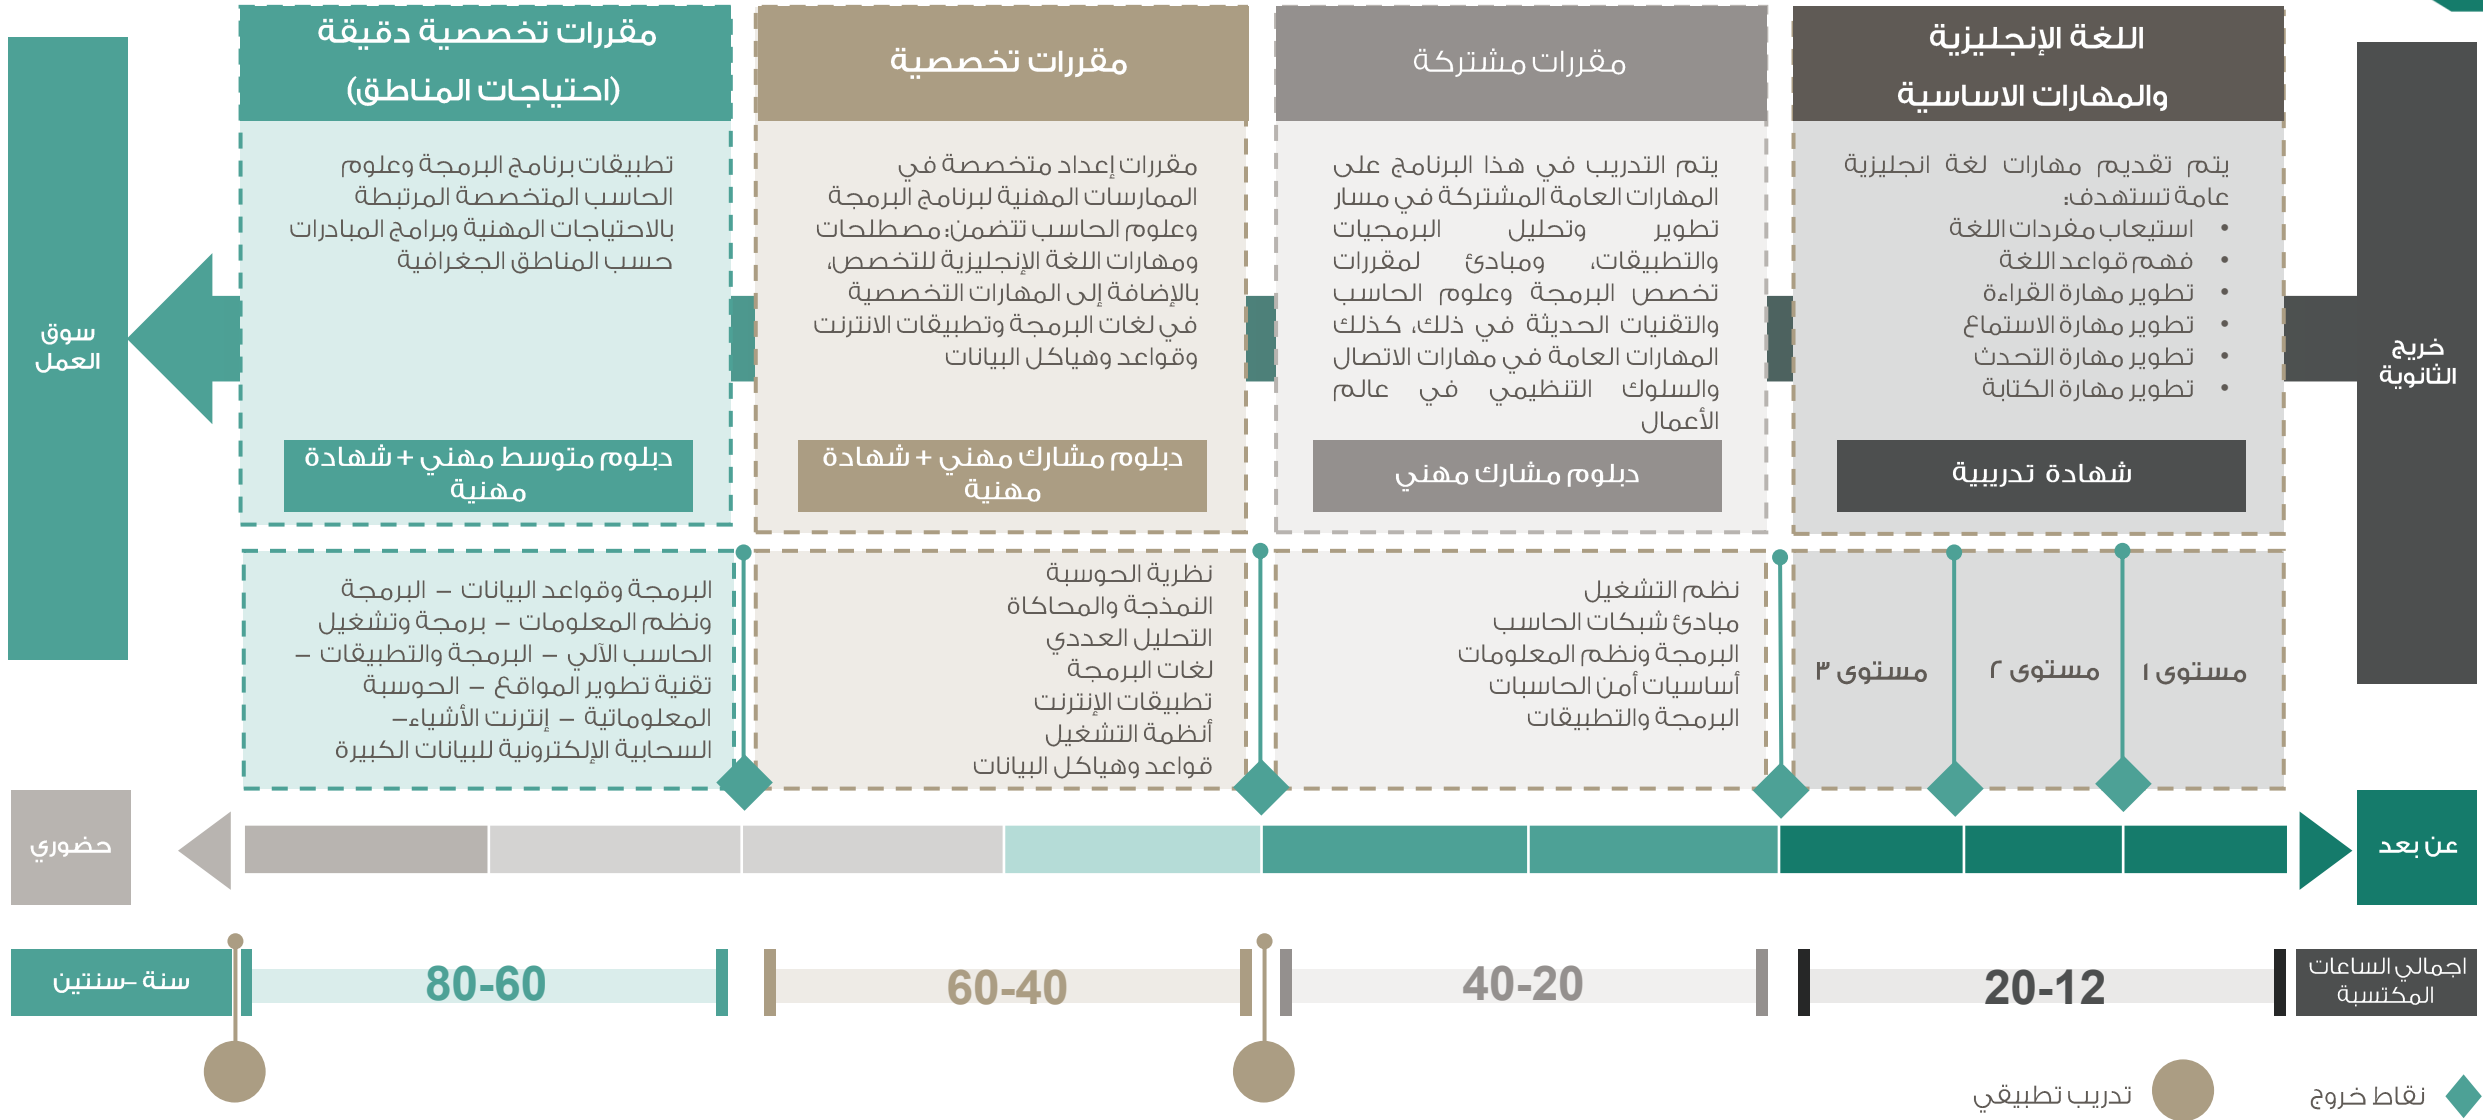 خريج
الثانوية
اللغة الإنجليزية
والمهارات الاساسية
يتم تقديم مهارات لغة انجليزية
عامة تستهدف:
• استيعاب مفردات اللغة
• فهم قواعد اللغة
• تطوير مهارة القراءة
• تطوير مهارة الاستماع
• تطوير مهارة التحدث
• تطوير مهارة الكتابة
شهادة تدريبية
مقررات مشتركة
يتم التدريب في هذا البرنامج على
المهارات العامة المشتركة في مسار
تطوير وتحليل البرمجيات
والتطبيقات، ومبادئ لمقررات
تخصص البرمجة وعلوم الحاسب
والتقنيات الحديثة في ذلك، كذلك
المهارات العامة في مهارات الاتصال
والسلوك التنظيمي في عالم
الأعمال
دبلوم مشارك مهني
مقررات تخصصية
مقررات إعداد متخصصة في
الممارسات المهنية لبرنامج البرمجة
وعلوم الحاسب تتضمن: مصطلحات
ومهارات اللغة الإنجليزية للتخصص،
بالإضافة إلى المهارات التخصصية
في لغات البرمجة وتطبيقات الانترنت
وقواعد وهياكل البيانات
دبلوم مشارك مهني + شهادة
مهنية
مقررات تخصصية دقيقة
(احتياجات المناطق)
تطبيقات برنامج البرمجة وعلوم
الحاسب المتخصصة المرتبطة
بالاحتياجات المهنية وبرامج المبادرات
حسب المناطق الجغرافية
دبلوم متوسط مهني + شهادة
مهنية
سوق
العمل
مستوى ١
مستوى ٢
مستوى ٣
نظم التشغيل
مبادئ شبكات الحاسب
البرمجة ونظم المعلومات
أساسيات أمن الحاسبات
البرمجة والتطبيقات
نظرية الحوسبة
النمذجة والمحاكاة
التحليل العددي
لغات البرمجة
تطبيقات الإنترنت
أنظمة التشغيل
قواعد وهياكل البيانات
البرمجة وقواعد البيانات – البرمجة
ونظم المعلومات – برمجة وتشغيل
الحاسب الآلي – البرمجة والتطبيقات –
تقنية تطوير المواقع – الحوسبة
المعلوماتية – إنترنت الأشياء–
السحابية الإلكترونية للبيانات الكبيرة
عن بعد
حضوري
اجمالي الساعات
المكتسبة
20-12
40-20
60-40
80-60
سنة –سنتين
نقاط خروج
تدريب تطبيقي